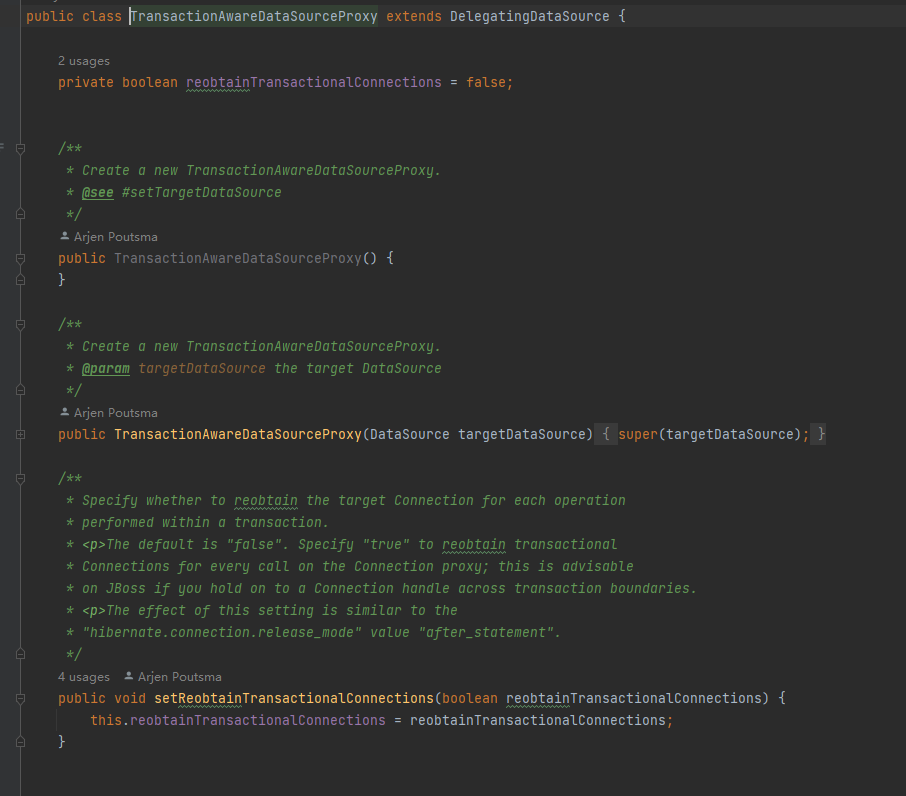 public class TransactionAwareDataSourceProxy extends DelegatingDataSource {
2 usages
private boolean reobtainTransactionalConnections = false;
/**
* Create a new TransactionAwareDataSourceProxy.
* @see #setTargetDataSource
*/
Arjen Poutsma
public TransactionAwareDataSourceProxy() {
}
/**
* Create a new TransactionAwareDataSourceProxy.
* @param targetDataSource the target DataSource
*/
Arjen Poutsma
public TransactionAwareDataSourceProxy(DataSource targetDataSource) { super(targetDataSource); }
/**
* Specify whether to reobtain the target Connection for each operation
* performed within a transaction.
* <p>The default is "false". Specify "true" to reobtain transactional
* Connections for every call on the Connection proxy; this is advisable
* on JBoss if you hold on to a Connection handle across transaction boundaries.
* <p>The effect of this setting is similar to the
* "hibernate.connection.release_mode" value "after_statement".
*/
4 usages Arjen Poutsma
public void setReobtainTransactionalConnections(boolean reobtainTransactionalConnections) {
this.reobtainTransactionalConnections = reobtainTransactionalConnections;
}